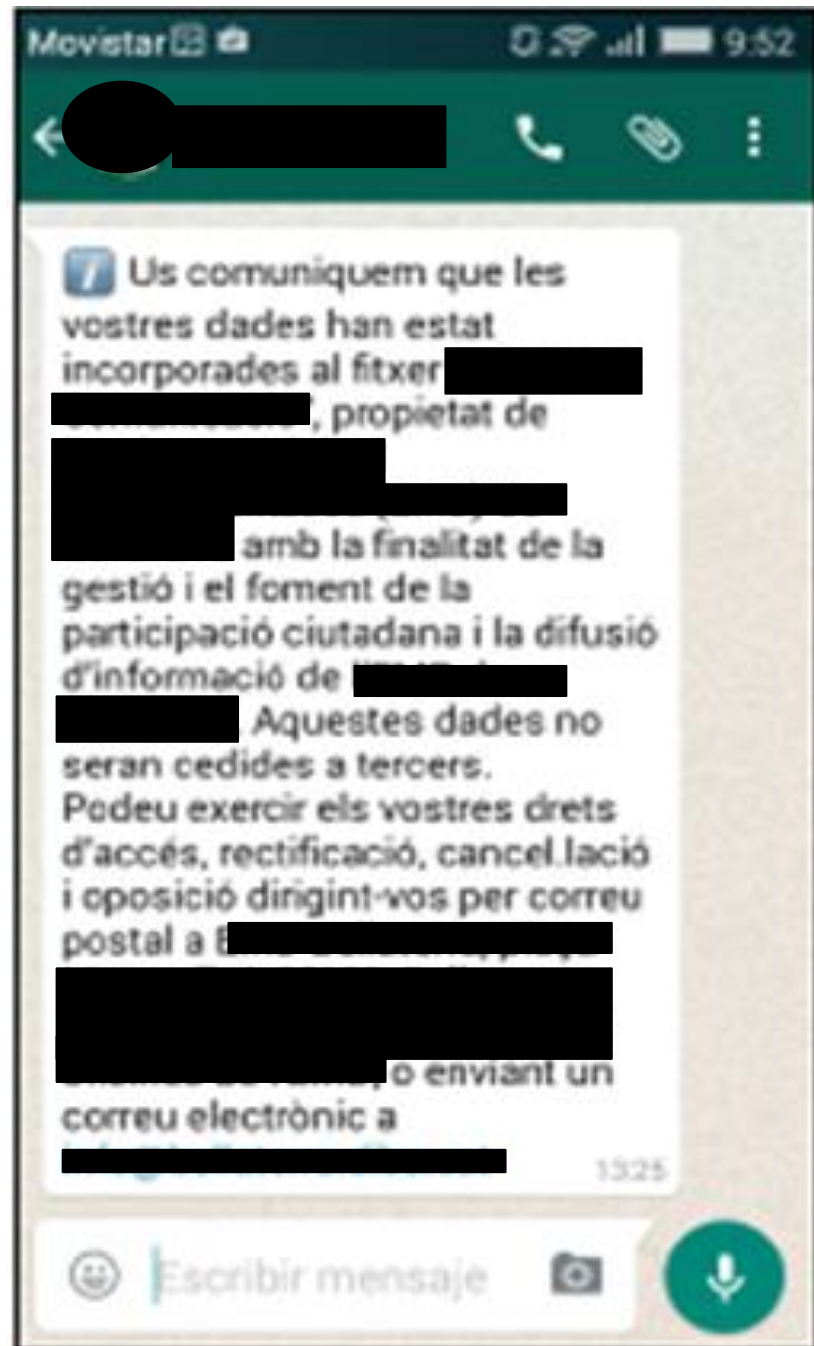 Movistar 9:52
Us comuniquem que les
vostres dades han estat
incorporades al fitxer
, propietat de
amb la finalitat de la
gestió i el foment de la
participació ciutadana i la difusió
d'informació de
. Aquestes dades no
seran cedides a tercers.
Podeu exercir els vostres drets
d'accés, rectificació, cancel.lació
i oposició dirigint-vos per correu
postal a
, o enviant un
correu electrònic a
13:25
Escribir mensaje